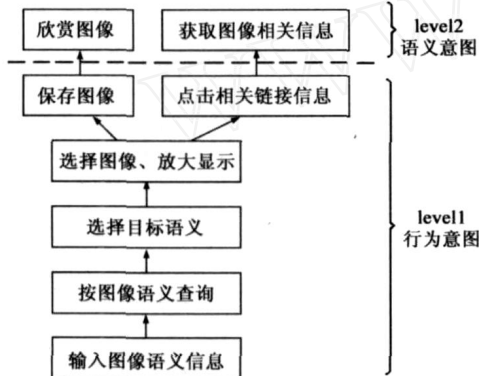 欣赏图像
获取图像相关信息
level2
语义意图
保存图像
点击相关链接信息
选择图像、放大显示
选择目标语义
level1
行为意图
按图像语义查询
输入图像语义信息